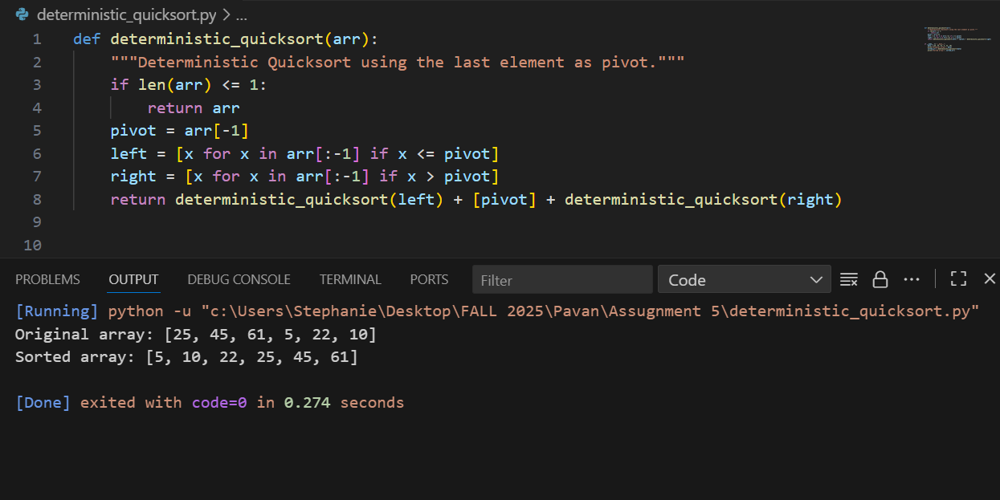 deterministic_quicksort.py > ...
1 def deterministic_quicksort(arr):
2     """Deterministic Quicksort using the last element as pivot."""
3     if len(arr) <= 1:
4         return arr
5     pivot = arr[-1]
6     left = [x for x in arr[:-1] if x <= pivot]
7     right = [x for x in arr[:-1] if x > pivot]
8     return deterministic_quicksort(left) + [pivot] + deterministic_quicksort(right)
9
10
PROBLEMS OUTPUT DEBUG CONSOLE TERMINAL PORTS Filter Code
[Running] python -u "c:\Users\Stephanie\Desktop\FALL 2025\Pavan\Assugnment 5\deterministic_quicksort.py"
Original array: [25, 45, 61, 5, 22, 10]
Sorted array: [5, 10, 22, 25, 45, 61]
[Done] exited with code=0 in 0.274 seconds